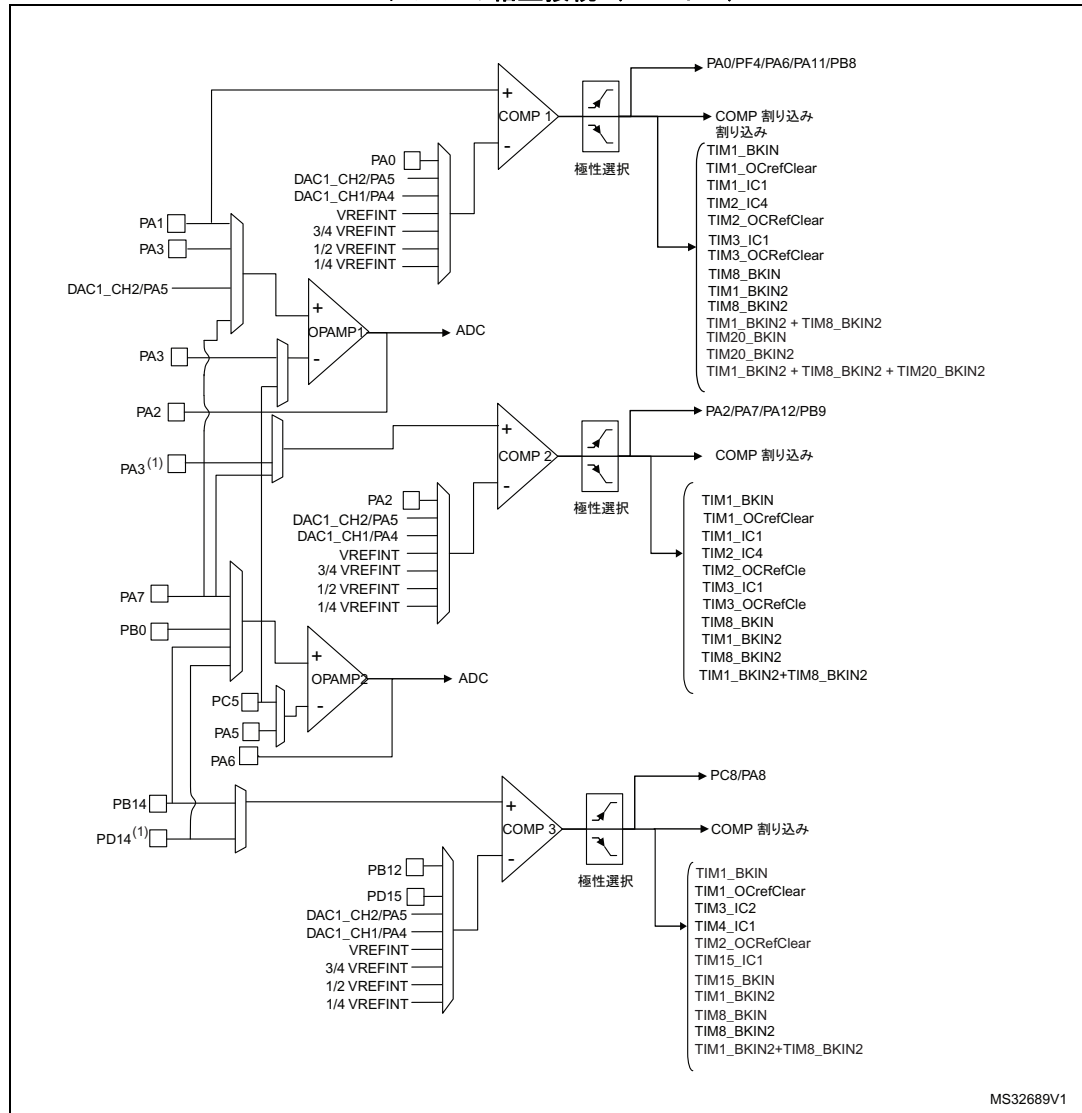 PA0/PF4/PA6/PA11/PB8
+
COMP 1
-
極性選択
COMP 割り込み
割り込み
TIM1_BKIN
TIM1_OCrefClear
TIM1_IC1
TIM2_IC4
TIM2_OCRefClear
TIM3_IC1
TIM3_OCRefClear
TIM8_BKIN
TIM1_BKIN2
TIM8_BKIN2
TIM1_BKIN2 + TIM8_BKIN2
TIM20_BKIN
TIM20_BKIN2
TIM1_BKIN2 + TIM8_BKIN2 + TIM20_BKIN2
PA0
DAC1_CH2/PA5
DAC1_CH1/PA4
VREFINT
3/4 VREFINT
1/2 VREFINT
1/4 VREFINT
PA1
PA3
DAC1_CH2/PA5
+
OPAMP1
-
ADC
PA3
PA2
PA3(1)
PA2/PA7/PA12/PB9
+
COMP 2
-
極性選択
COMP 割り込み
TIM1_BKIN
TIM1_OCrefClear
TIM1_IC1
TIM2_IC4
TIM2_OCRefCle
TIM3_IC1
TIM3_OCRefCle
TIM8_BKIN
TIM1_BKIN2
TIM8_BKIN2
TIM1_BKIN2+TIM8_BKIN2
PA2
DAC1_CH2/PA5
DAC1_CH1/PA4
VREFINT
3/4 VREFINT
1/2 VREFINT
1/4 VREFINT
PA7
PB0
+
OPAMP2
-
ADC
PC5
PA5
PA6
PB14
PD14(1)
PC8/PA8
+
COMP 3
-
極性選択
COMP 割り込み
TIM1_BKIN
TIM1_OCrefClear
TIM3_IC2
TIM4_IC1
TIM2_OCRefClear
TIM15_IC1
TIM15_BKIN
TIM1_BKIN2
TIM8_BKIN
TIM8_BKIN2
TIM1_BKIN2+TIM8_BKIN2
PB12
PD15
DAC1_CH2/PA5
DAC1_CH1/PA4
VREFINT
3/4 VREFINT
1/2 VREFINT
1/4 VREFINT
MS32689V1